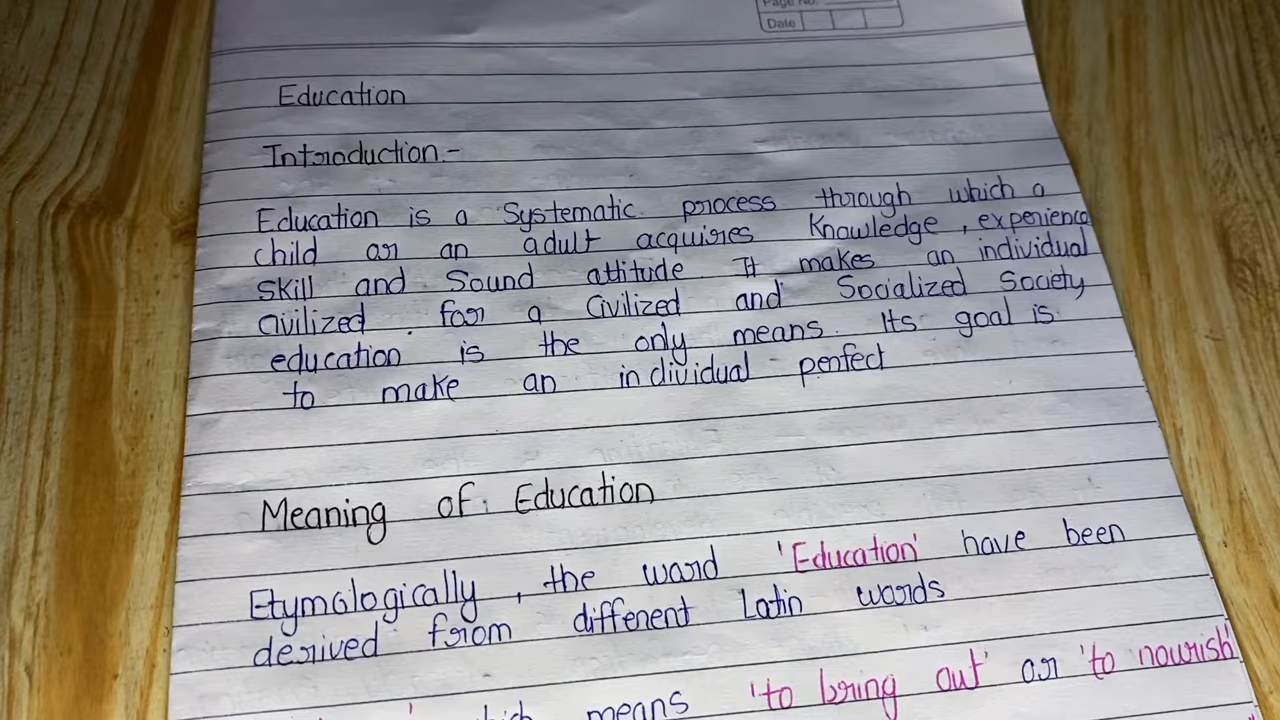 Page No.
Date
Education
Introduction -
Education is a Systematic process through which a
child or an adult acquires Knowledge , experience
skill and Sound attitude It makes an individual
Civilized . for a Civilized and Socialized Society
education is the only means. Its goal is
to make an individual perfect
Meaning of Education
Etymologically , the word 'Education' have been
derived from different Latin words
means 'to bring out' or 'to nourish'